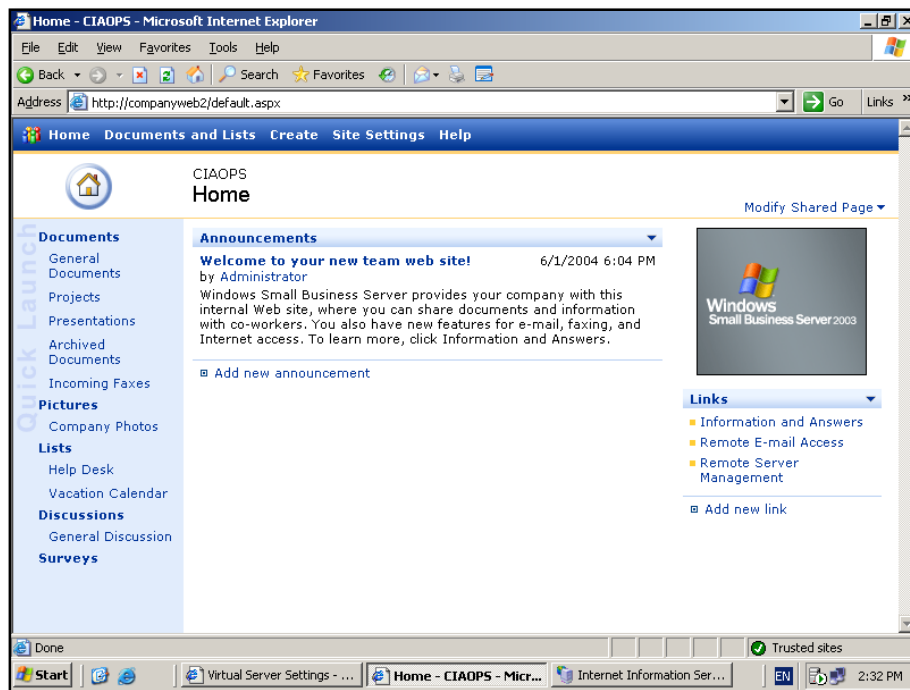 Home - CIAOPS - Microsoft Internet Explorer
File Edit View Favorites Tools Help
Back Search Favorites
Address http://companyweb2/default.aspx Go Links »
Home Documents and Lists Create Site Settings Help
CIAOPS
Home
Modify Shared Page
Quick Launch
Documents
General
Documents
Projects
Presentations
Archived
Documents
Incoming Faxes
Pictures
Company Photos
Lists
Help Desk
Vacation Calendar
Discussions
General Discussion
Surveys
Announcements
Welcome to your new team web site! 6/1/2004 6:04 PM
by Administrator
Windows Small Business Server provides your company with this
internal Web site, where you can share documents and information
with co-workers. You also have new features for e-mail, faxing, and
Internet access. To learn more, click Information and Answers.
Add new announcement
Windows
Small Business Server 2003
Links
Information and Answers
Remote E-mail Access
Remote Server
Management
Add new link
Done Trusted sites
Start Virtual Server Settings - ... Home - CIAOPS - Micr... Internet Information Ser... EN 2:32 PM